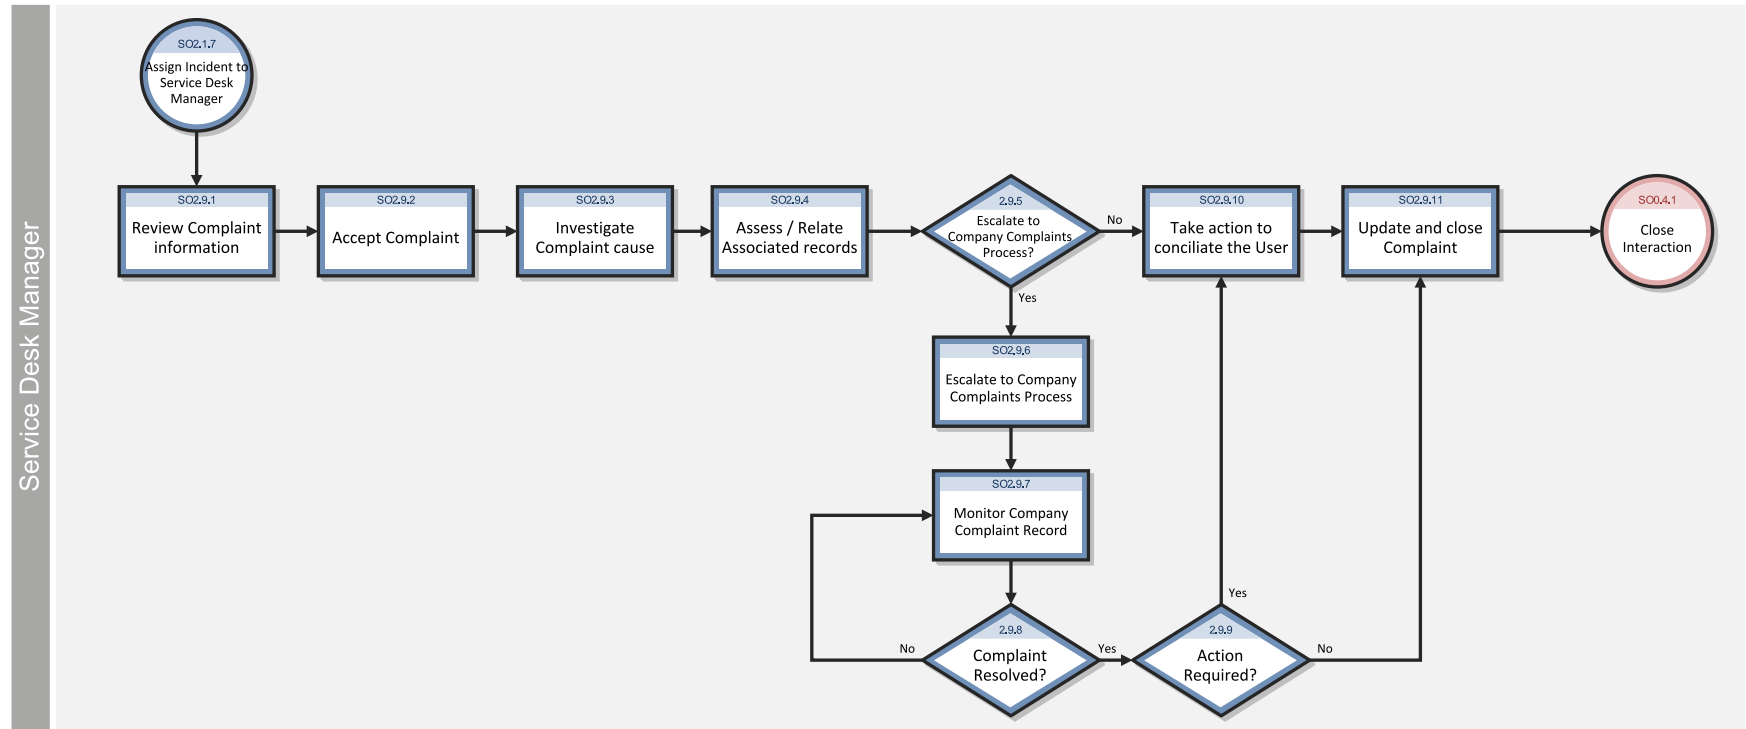 Service Desk Manager
SO2.1.7
Assign Incident to
Service Desk
Manager
SO2.9.1
Review Complaint
information
SO2.9.2
Accept Complaint
SO2.9.3
Investigate
Complaint cause
SO2.9.4
Assess / Relate
Associated records
2.9.5
Escalate to
Company Complaints
Process?
No
Yes
SO2.9.10
Take action to
conciliate the User
SO2.9.11
Update and close
Complaint
SO0.4.1
Close
Interaction
SO2.9.6
Escalate to Company
Complaints Process
SO2.9.7
Monitor Company
Complaint Record
2.9.8
Complaint
Resolved?
No
Yes
2.9.9
Action
Required?
Yes
No